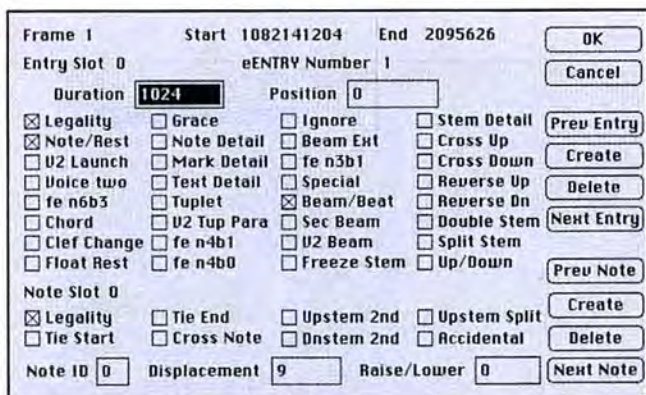 Frame 1 Start 1082141204 End 2095626 OK
Entry Slot 0 eENTRY Number 1 Cancel
Duration 1024 Position 0
Legality Grace Ignore Stem Detail Prev Entry
Note/Rest Note Detail Beam Ext Cross Up
V2 Launch Mark Detail fe n3b1 Cross Down Create
Voice two Text Detail Special Reverse Up Delete
fe n6b3 Tuplet Beam/Beat Reverse Dn
Chord V2 Tup Para Sec Beam Double Stem Next Entry
Clef Change fe n4b1 V2 Beam Split Stem
Float Rest fe n4b0 Freeze Stem Up/Down Prev Note
Note Slot 0
Legality Tie End Upstem 2nd Upstem Split Create
Tie Start Cross Note Dnstem 2nd Accidental Delete
Note ID 0 Displacement 9 Raise/Lower 0 Next Note